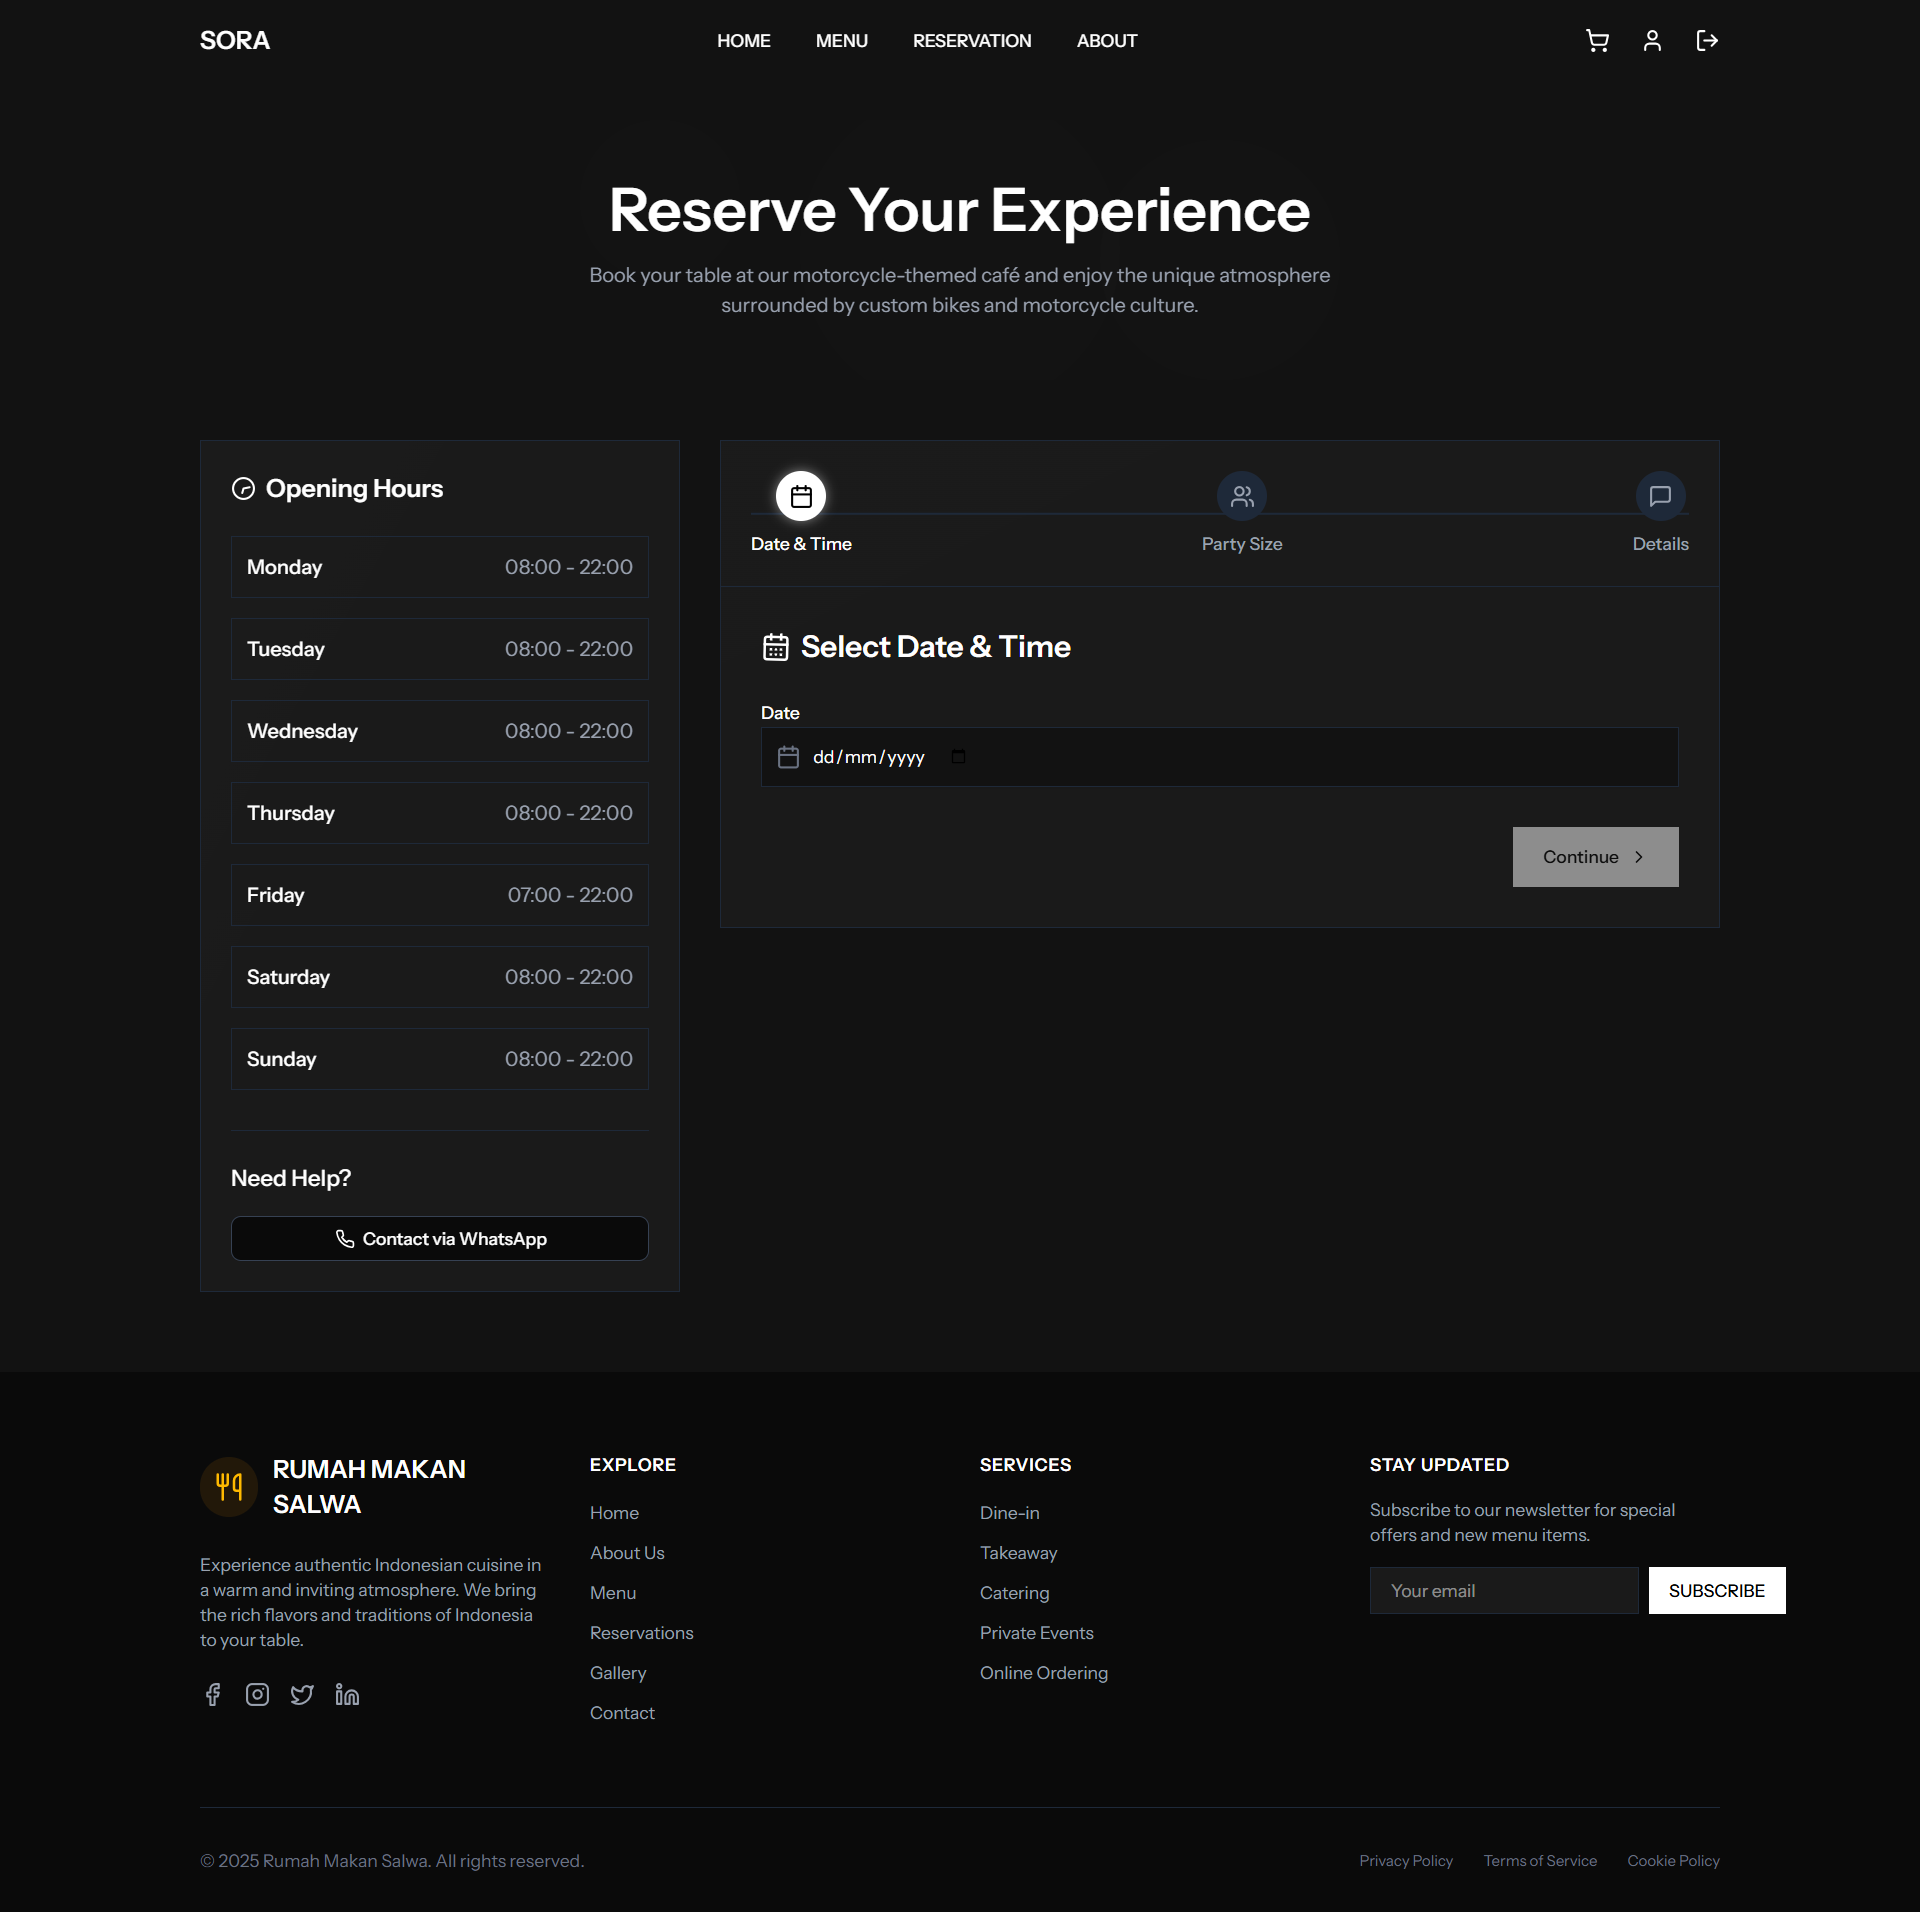 SORA
HOME
MENU
RESERVATION
ABOUT
Reserve Your Experience
Book your table at our motorcycle-themed café and enjoy the unique atmosphere
surrounded by custom bikes and motorcycle culture.
Opening Hours
Monday 08:00 - 22:00
Tuesday 08:00 - 22:00
Wednesday 08:00 - 22:00
Thursday 08:00 - 22:00
Friday 07:00 - 22:00
Saturday 08:00 - 22:00
Sunday 08:00 - 22:00
Need Help?
Contact via WhatsApp
Date & Time
Party Size
Details
Select Date & Time
Date
dd/mm/yyyy
Continue
RUMAH MAKAN
SALWA
Experience authentic Indonesian cuisine in
a warm and inviting atmosphere. We bring
the rich flavors and traditions of Indonesia
to your table.
EXPLORE
Home
About Us
Menu
Reservations
Gallery
Contact
SERVICES
Dine-in
Takeaway
Catering
Private Events
Online Ordering
STAY UPDATED
Subscribe to our newsletter for special
offers and new menu items.
Your email
SUBSCRIBE
© 2025 Rumah Makan Salwa. All rights reserved.
Privacy Policy
Terms of Service
Cookie Policy